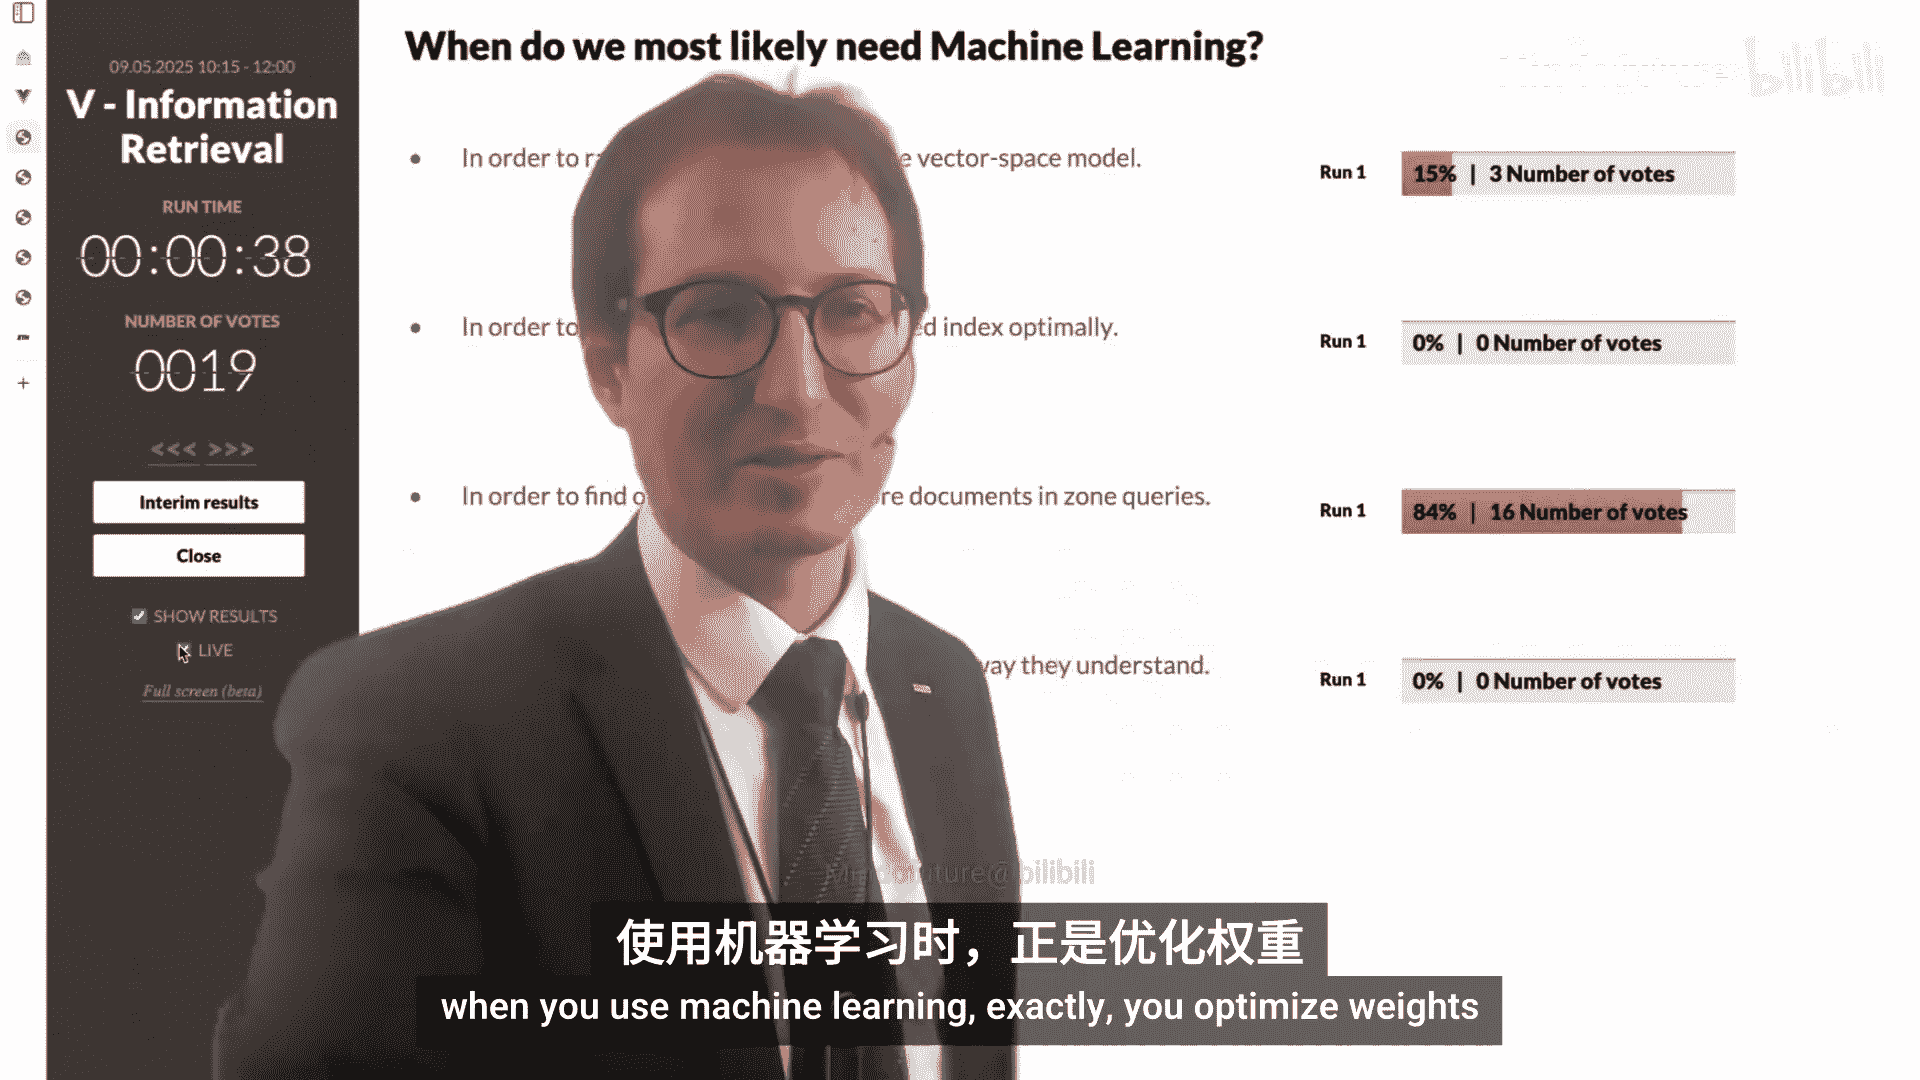 09.05.2025 10:15 - 12:00
V - Information
Retrieval
RUN TIME
00:00:38
NUMBER OF VOTES
0019
<<< >>>
Interim results
Close
SHOW RESULTS
LIVE
Full screen (beta)
When do we most likely need Machine Learning?
bilibili
In order to vector-space model.
Run 1
15% | 3 Number of votes
In order to index optimally.
Run 1
0% | 0 Number of votes
In order to find documents in zone queries.
Run 1
84% | 16 Number of votes
they understand.
Run 1
0% | 0 Number of votes
bilibili
使用机器学习时，正是优化权重
when you use machine learning, exactly, you optimize weights